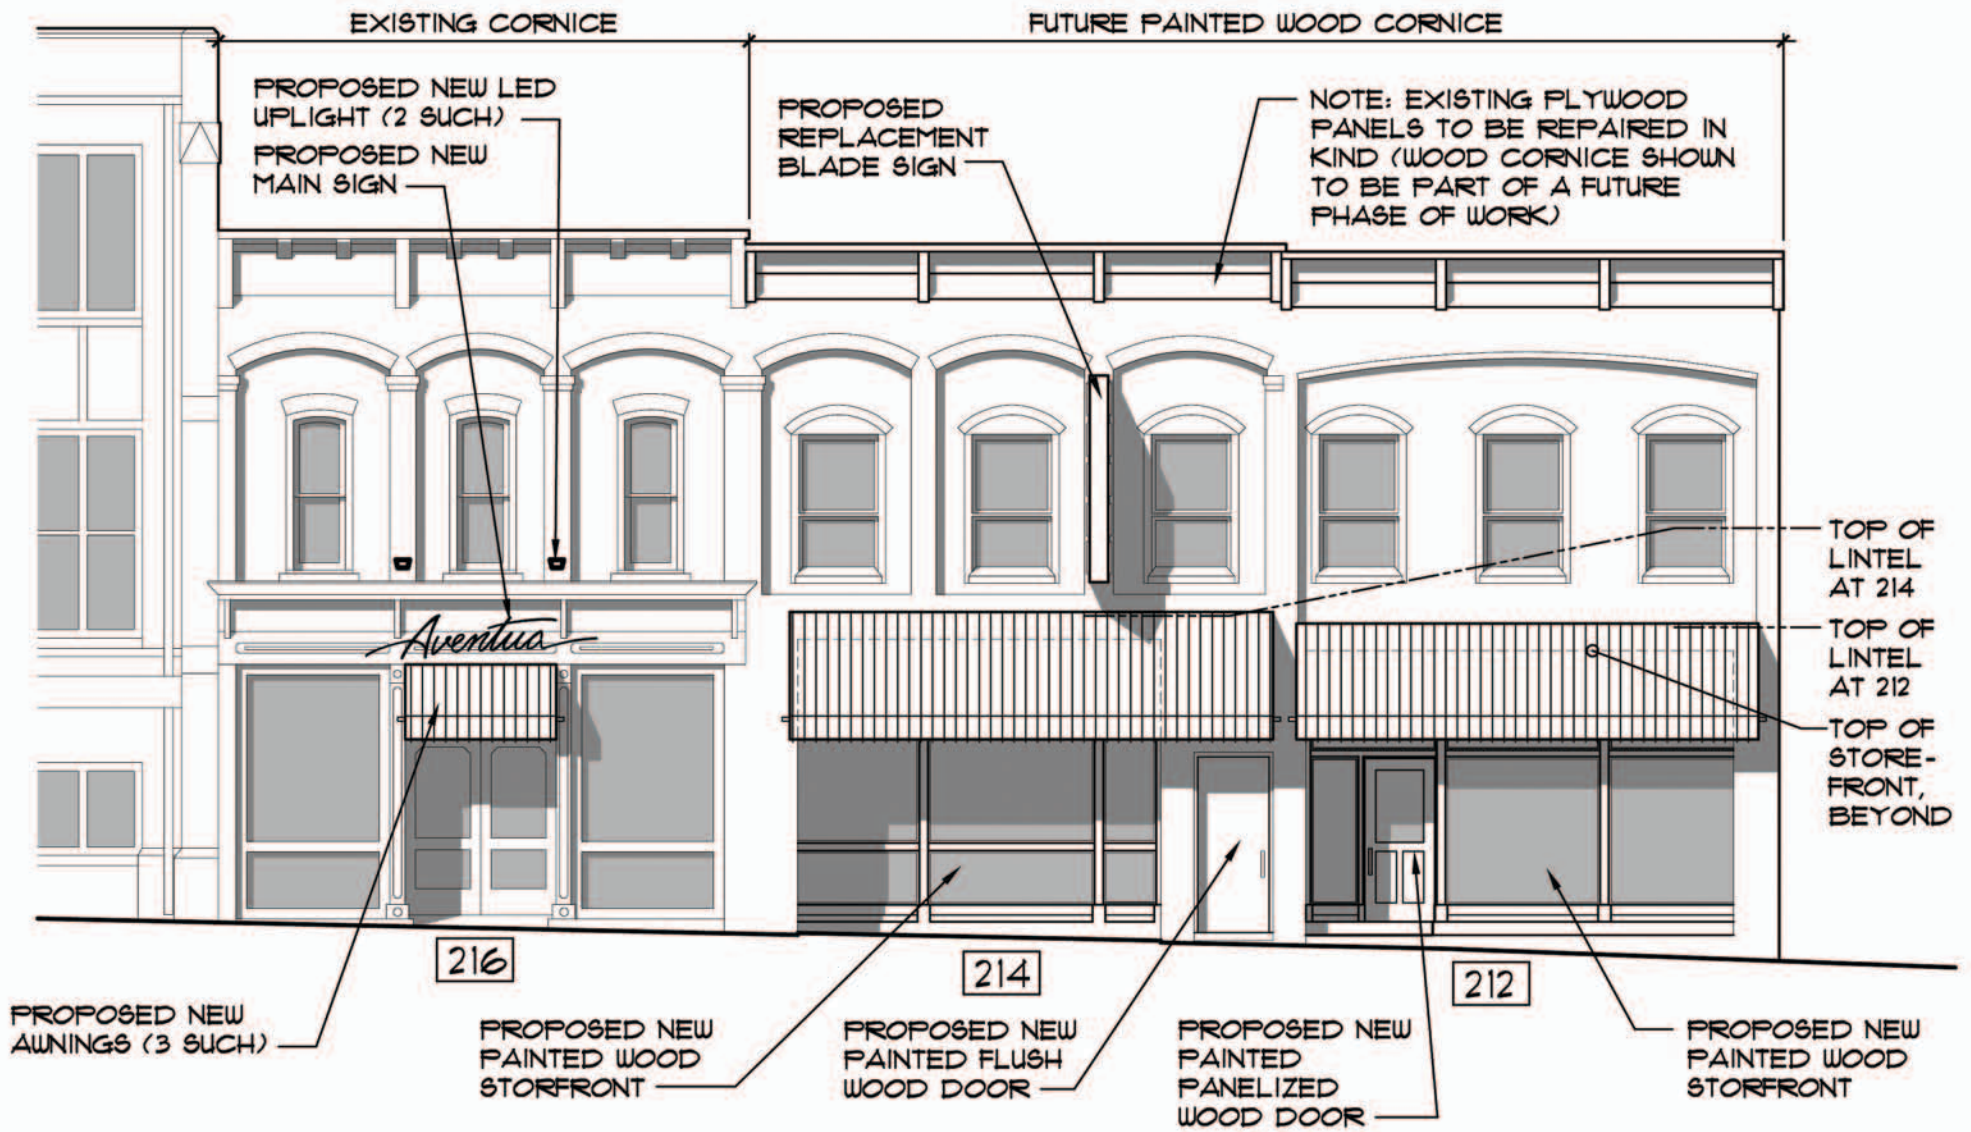 EXISTING CORNICE
FUTURE PAINTED WOOD CORNICE
PROPOSED NEW LED
UPLIGHT (2 SUCH)
PROPOSED NEW
MAIN SIGN
PROPOSED
REPLACEMENT
BLADE SIGN
NOTE: EXISTING PLYWOOD
PANELS TO BE REPAIRED IN
KIND (WOOD CORNICE SHOWN
TO BE PART OF A FUTURE
PHASE OF WORK)
TOP OF
LINTEL
AT 214
TOP OF
LINTEL
AT 212
TOP OF
STORE-
FRONT,
BEYOND
Aventua
216
214
212
PROPOSED NEW
AWNINGS (3 SUCH)
PROPOSED NEW
PAINTED WOOD
STORFRONT
PROPOSED NEW
PAINTED FLUSH
WOOD DOOR
PROPOSED NEW
PAINTED
PANELIZED
WOOD DOOR
PROPOSED NEW
PAINTED WOOD
STORFRONT